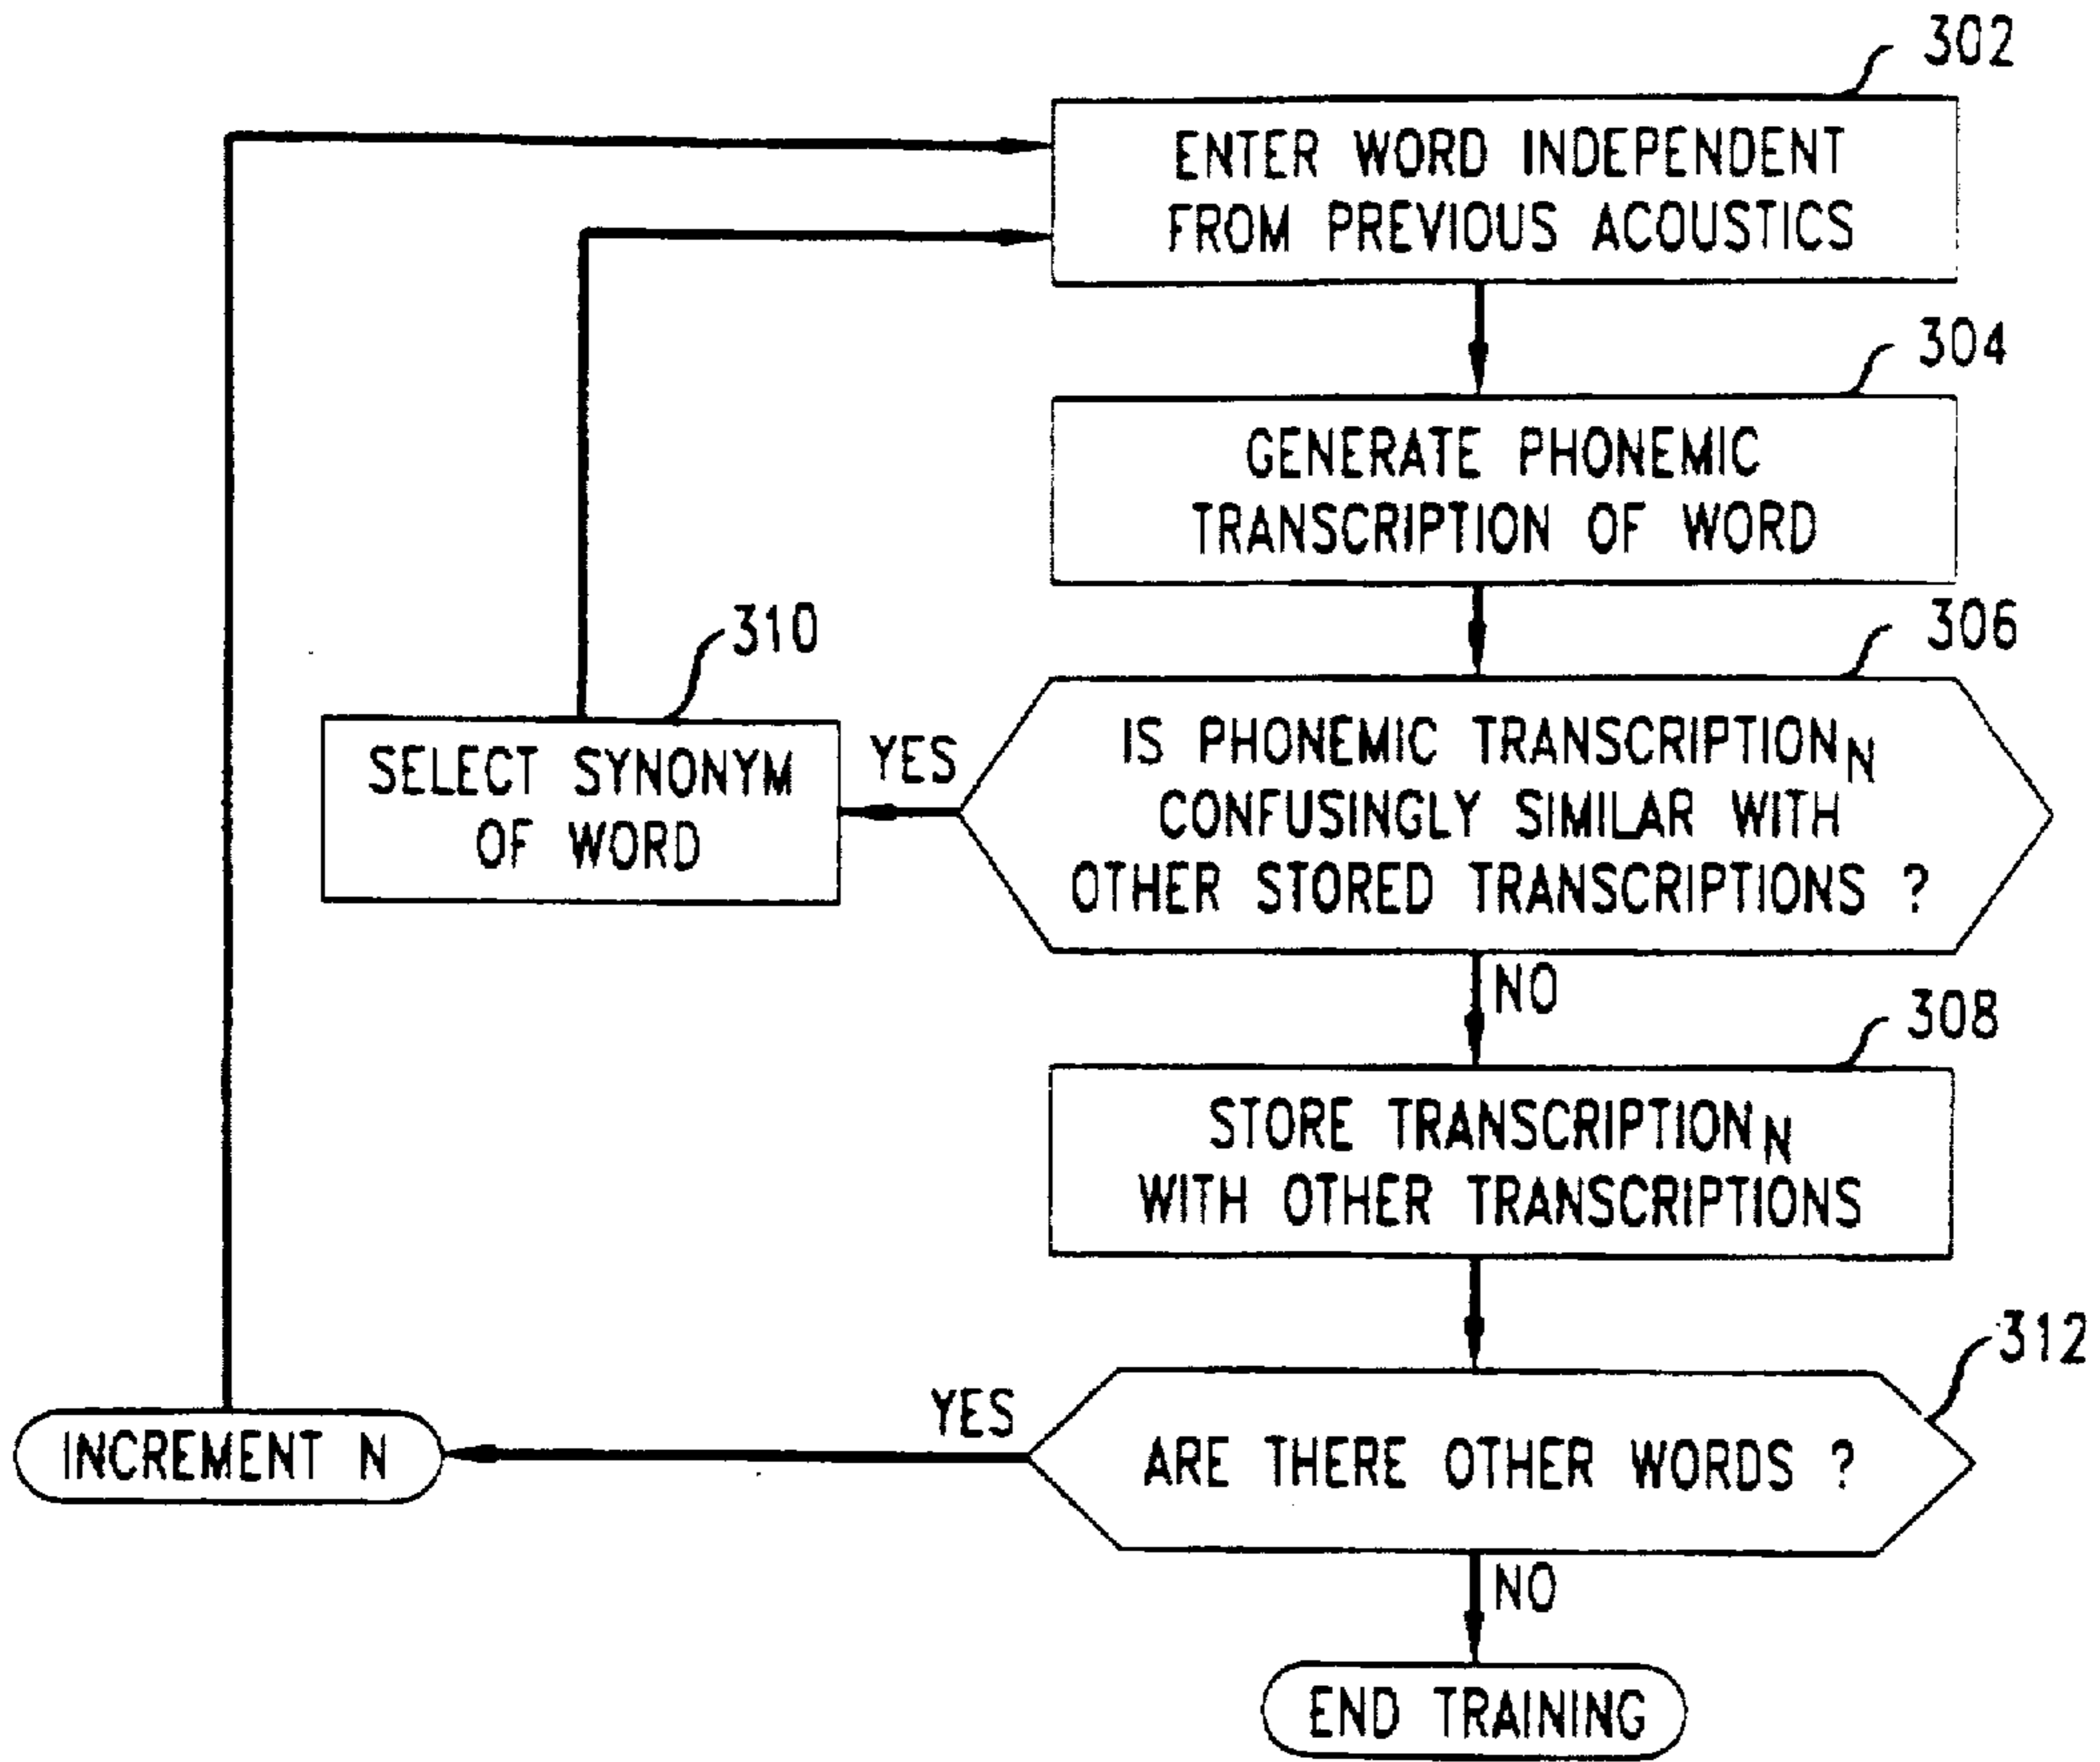 302
ENTER WORD INDEPENDENT
FROM PREVIOUS ACOUSTICS
304
GENERATE PHONEMIC
TRANSCRIPTION OF WORD
306
IS PHONEMIC TRANSCRIPTION N
CONFUSINGLY SIMILAR WITH
OTHER STORED TRANSCRIPTIONS ?
YES
310
SELECT SYNONYM
OF WORD
NO
308
STORE TRANSCRIPTION N
WITH OTHER TRANSCRIPTIONS
312
ARE THERE OTHER WORDS ?
YES
INCREMENT N
NO
END TRAINING